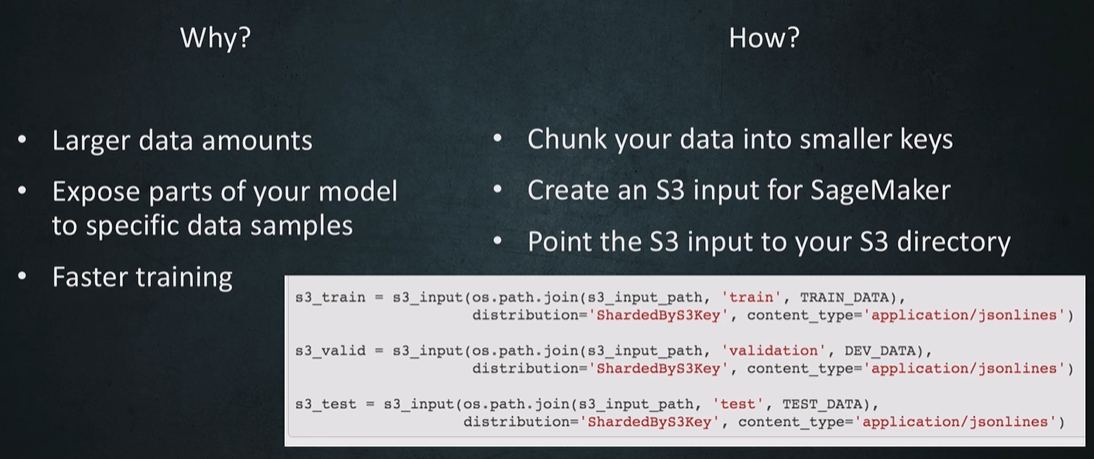 Why?
• Larger data amounts
• Expose parts of your model
to specific data samples
• Faster training
How?
• Chunk your data into smaller keys
• Create an S3 input for SageMaker
• Point the S3 input to your S3 directory
s3_train = s3_input(os.path.join(s3_input_path, 'train', TRAIN_DATA),
distribution='ShardedByS3Key', content_type='application/jsonlines')
s3_valid = s3_input(os.path.join(s3_input_path, 'validation', DEV_DATA),
distribution='ShardedByS3Key', content_type='application/jsonlines')
s3_test = s3_input(os.path.join(s3_input_path, 'test', TEST_DATA),
distribution='ShardedByS3Key', content_type='application/jsonlines')